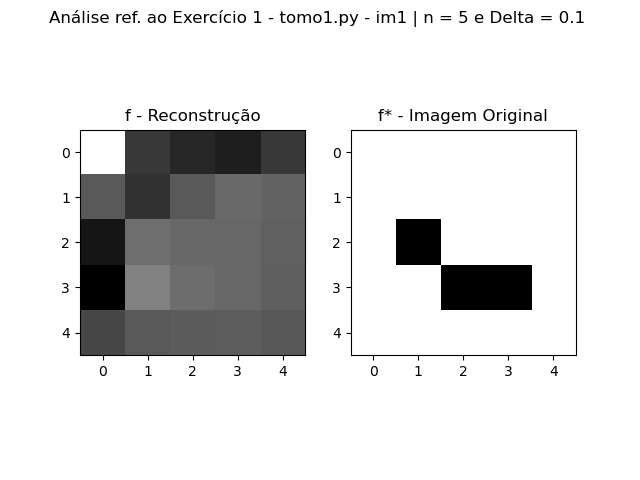 Análise ref. ao Exercício 1 - tomo1.py - im1 | n = 5 e Delta = 0.1
f - Reconstrução
f* - Imagem Original
0
1
2
3
4
0 1 2 3 4
0
1
2
3
4
0 1 2 3 4